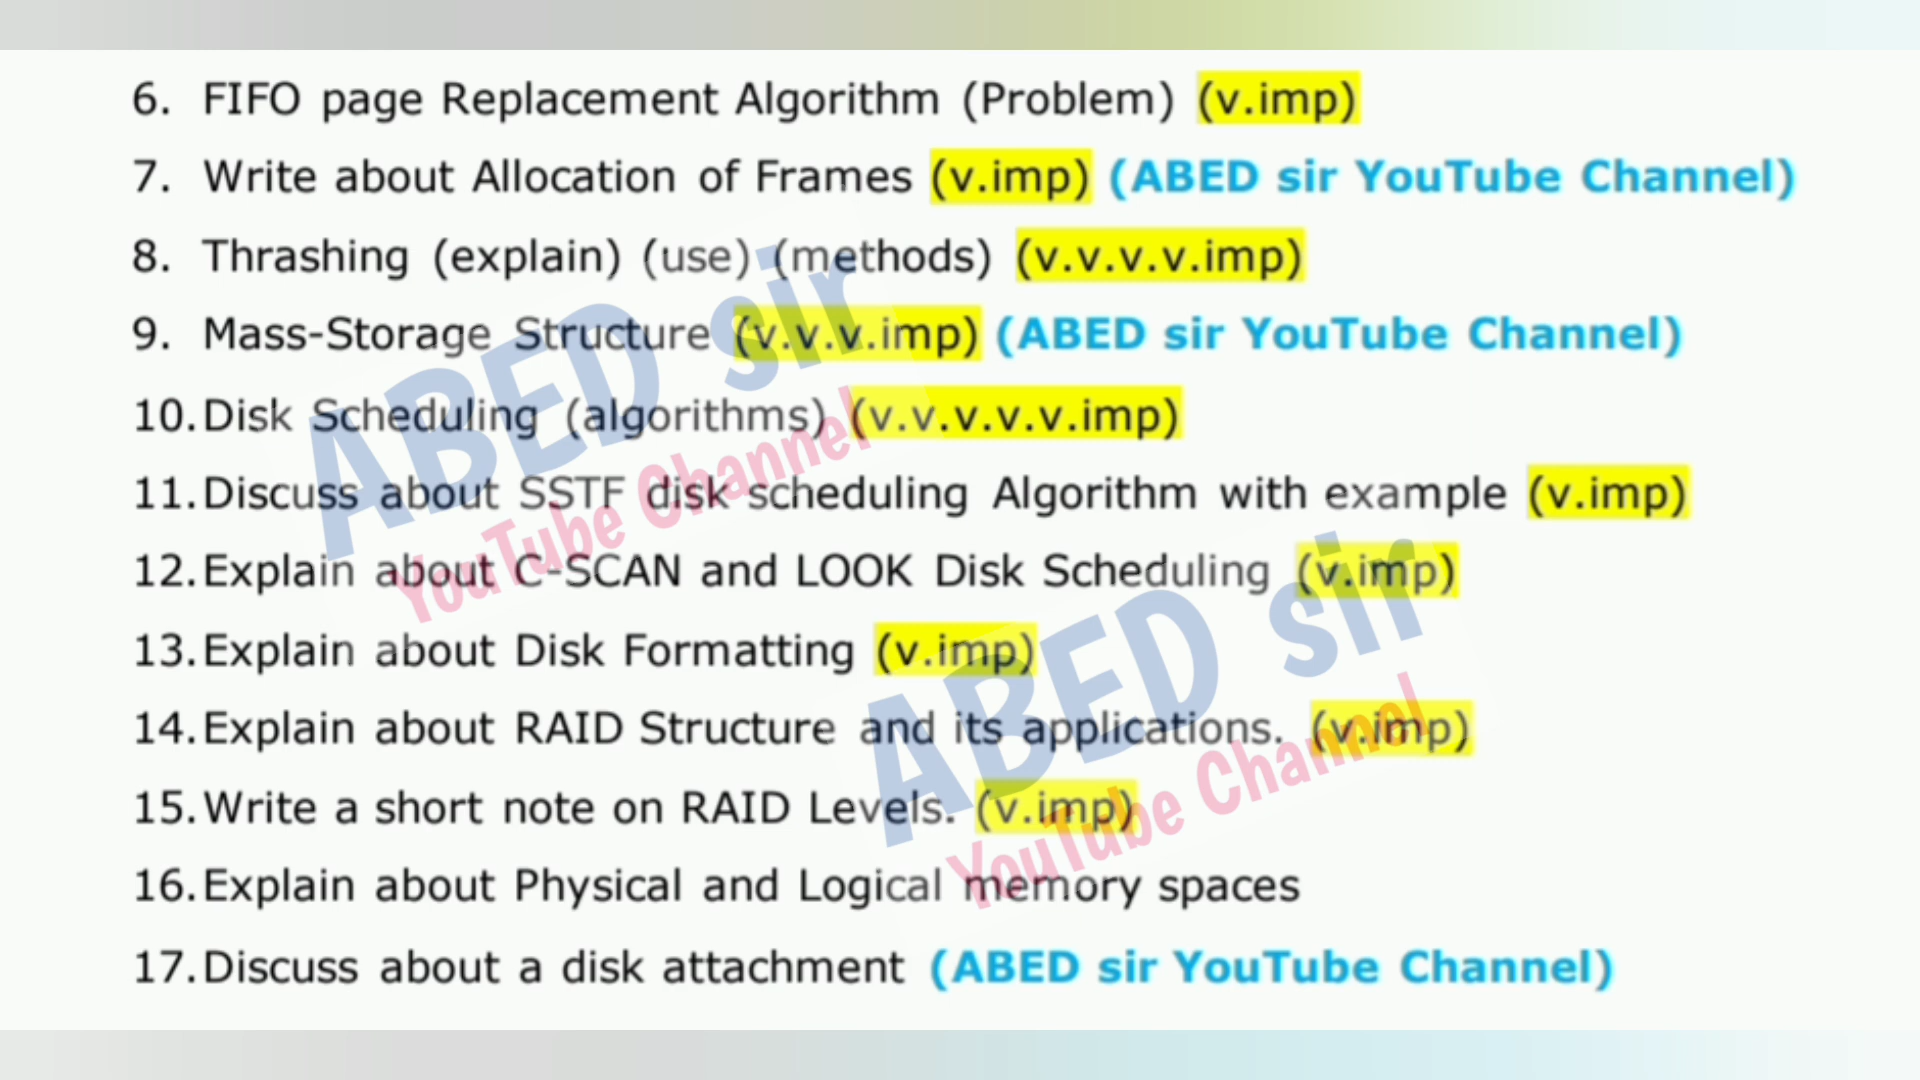 6. FIFO page Replacement Algorithm (Problem) (v.imp)
7. Write about Allocation of Frames (v.imp) (ABED sir YouTube Channel)
8. Thrashing (explain) (use) (methods) (v.v.v.v.imp)
9. Mass-Storage Structure (v.v.v.imp) (ABED sir YouTube Channel)
10. Disk Scheduling (algorithms) (v.v.v.v.v.imp)
11. Discuss about SSTF disk scheduling Algorithm with example (v.imp)
12. Explain about C-SCAN and LOOK Disk Scheduling (v.imp)
13. Explain about Disk Formatting (v.imp)
14. Explain about RAID Structure and its applications. (v.imp)
15. Write a short note on RAID Levels. (v.imp)
16. Explain about Physical and Logical memory spaces
17. Discuss about a disk attachment (ABED sir YouTube Channel)
ABED sir
YouTube Channel
ABED sir
YouTube Channel